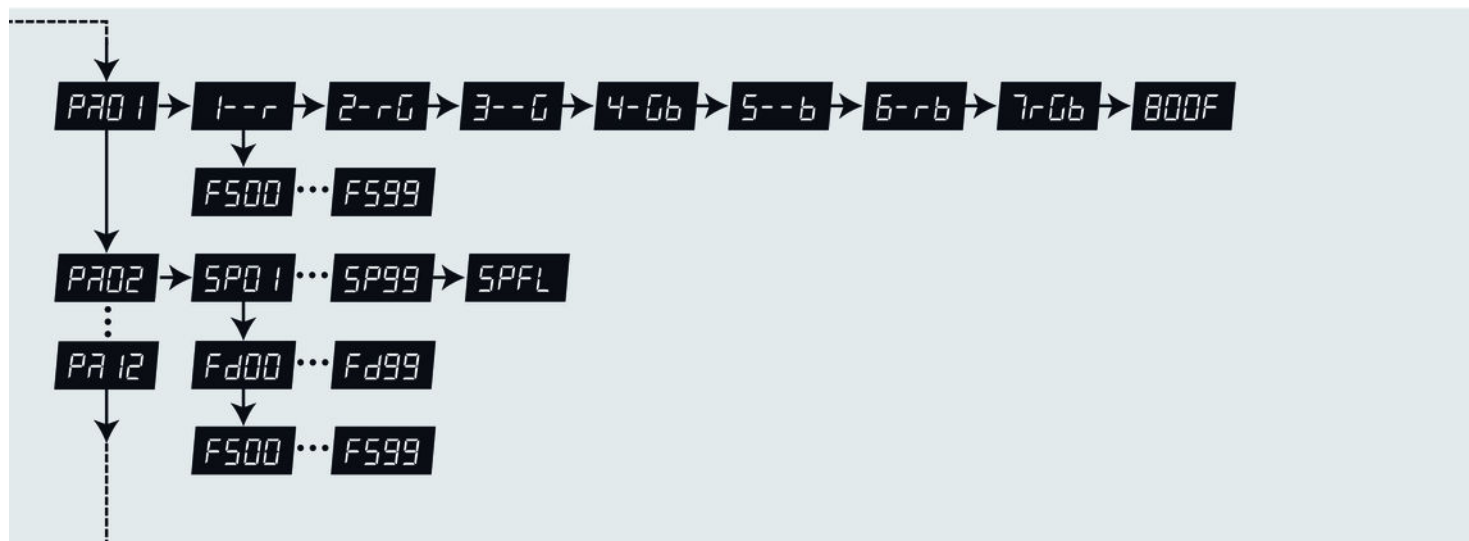 PA01 1--r 2-rG 3--G 4-Gb 5--b 6-rb 7rGb 800F
FS00 ... FS99
PA02 SP01 ... SP99 SPFL
PA12 Fd00 ... Fd99
FS00 ... FS99